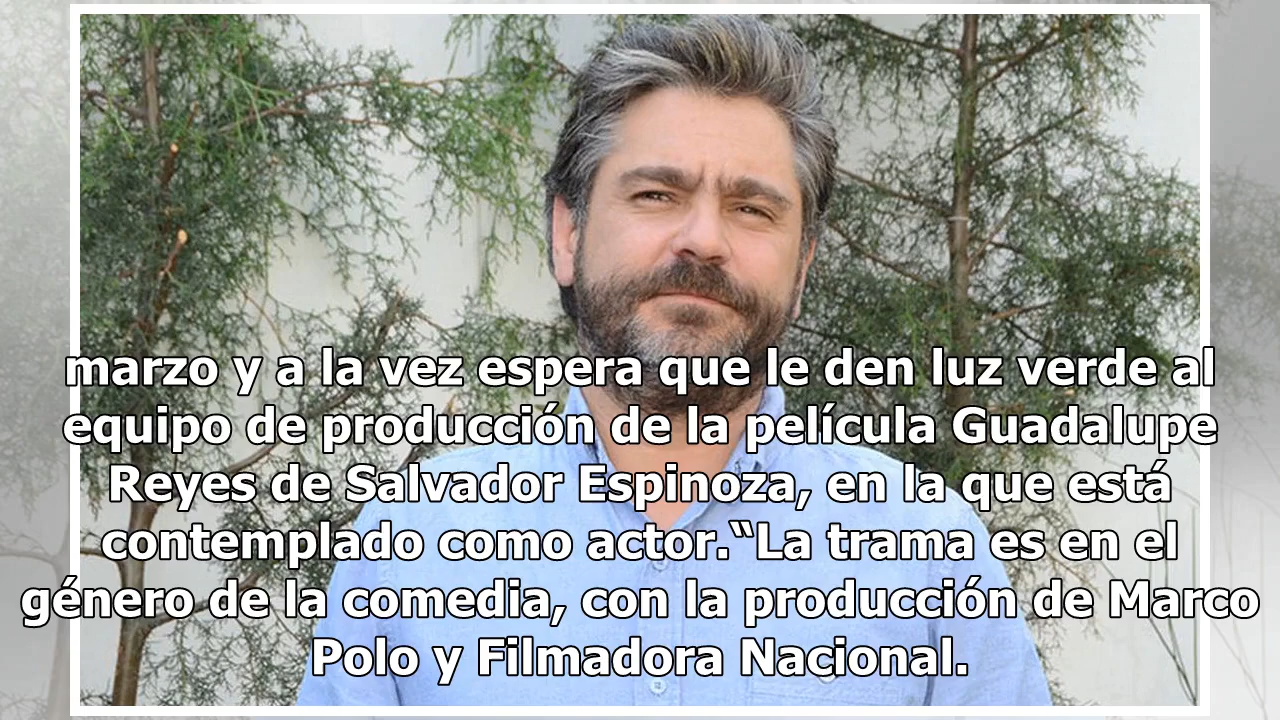 marzo y a la vez espera que le den luz verde al
equipo de producción de la película Guadalupe
Reyes de Salvador Espinoza, en la que está
contemplado como actor.“La trama es en el
género de la comedia, con la producción de Marco
Polo y Filmadora Nacional.